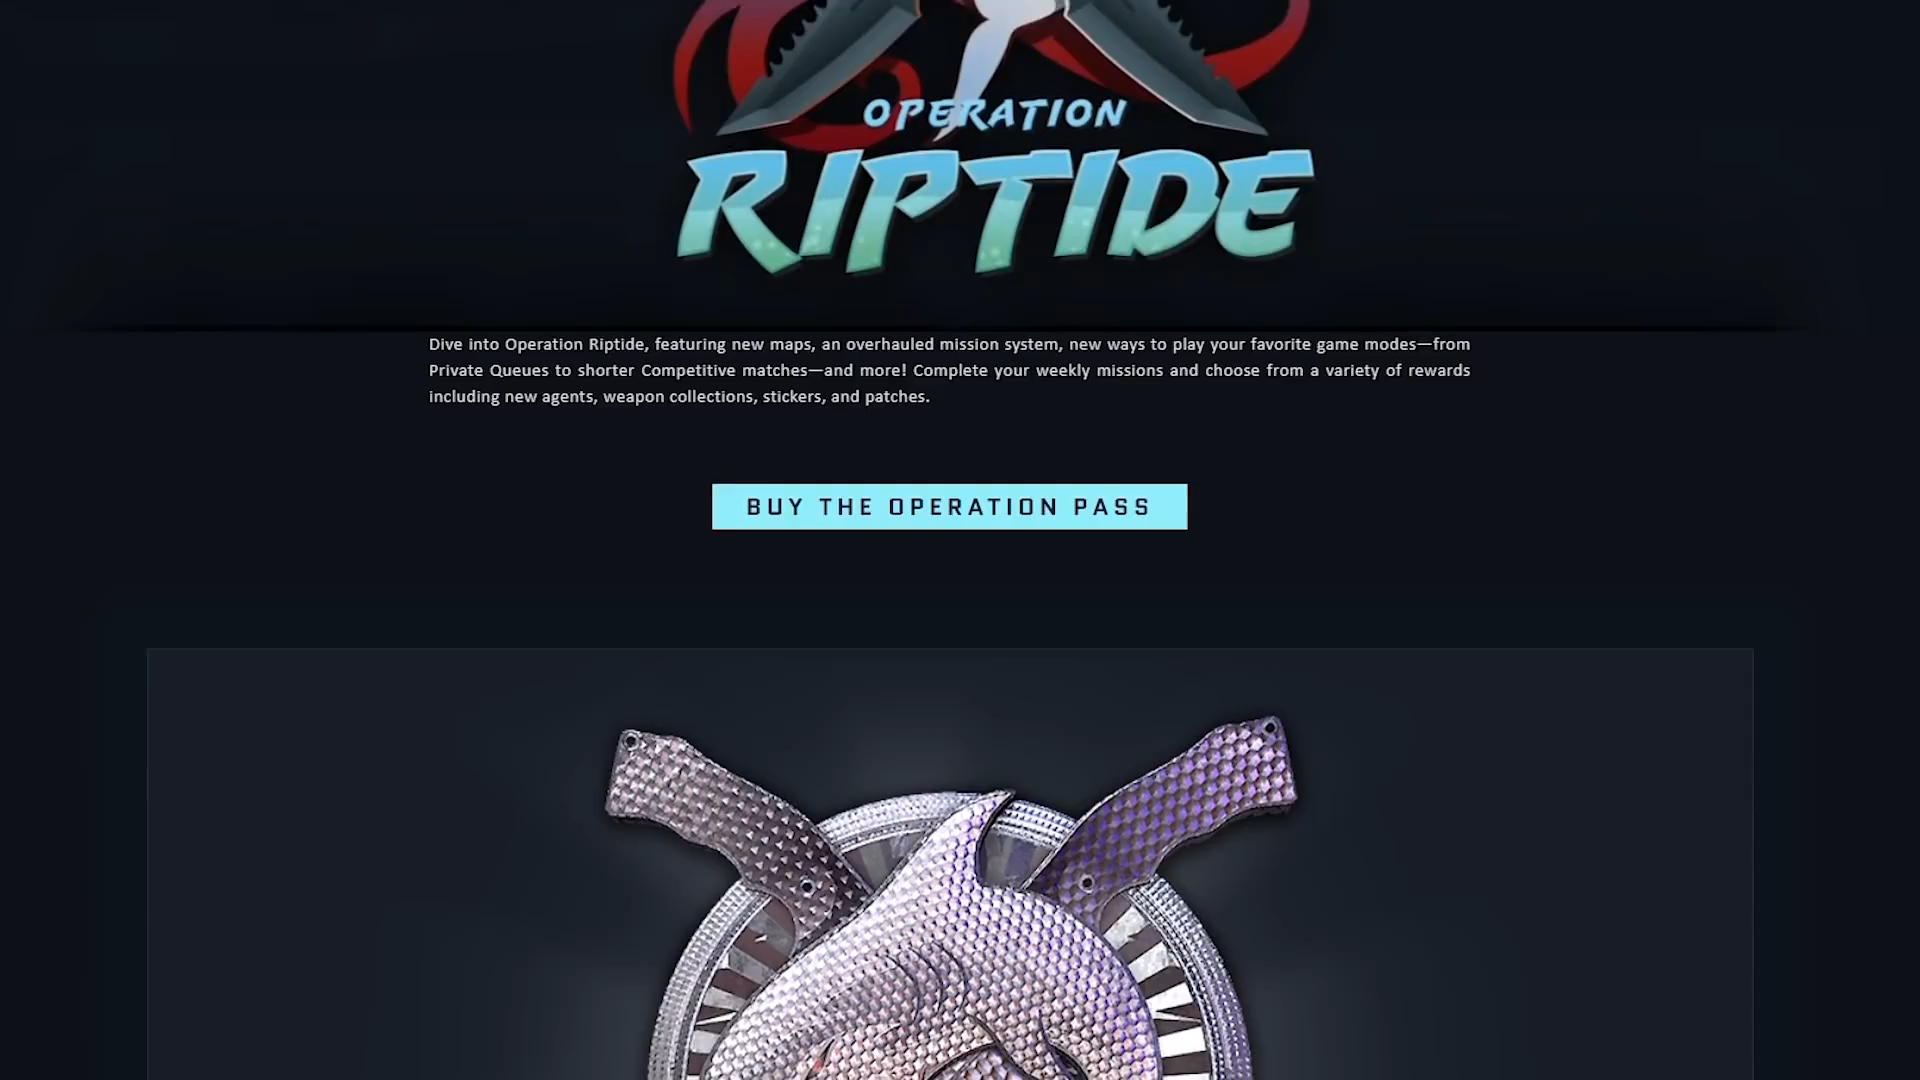 OPERATION
RIPTIDE
Dive into Operation Riptide, featuring new maps, an overhauled mission system, new ways to play your favorite game modes—from
Private Queues to shorter Competitive matches—and more! Complete your weekly missions and choose from a variety of rewards
including new agents, weapon collections, stickers, and patches.
BUY THE OPERATION PASS